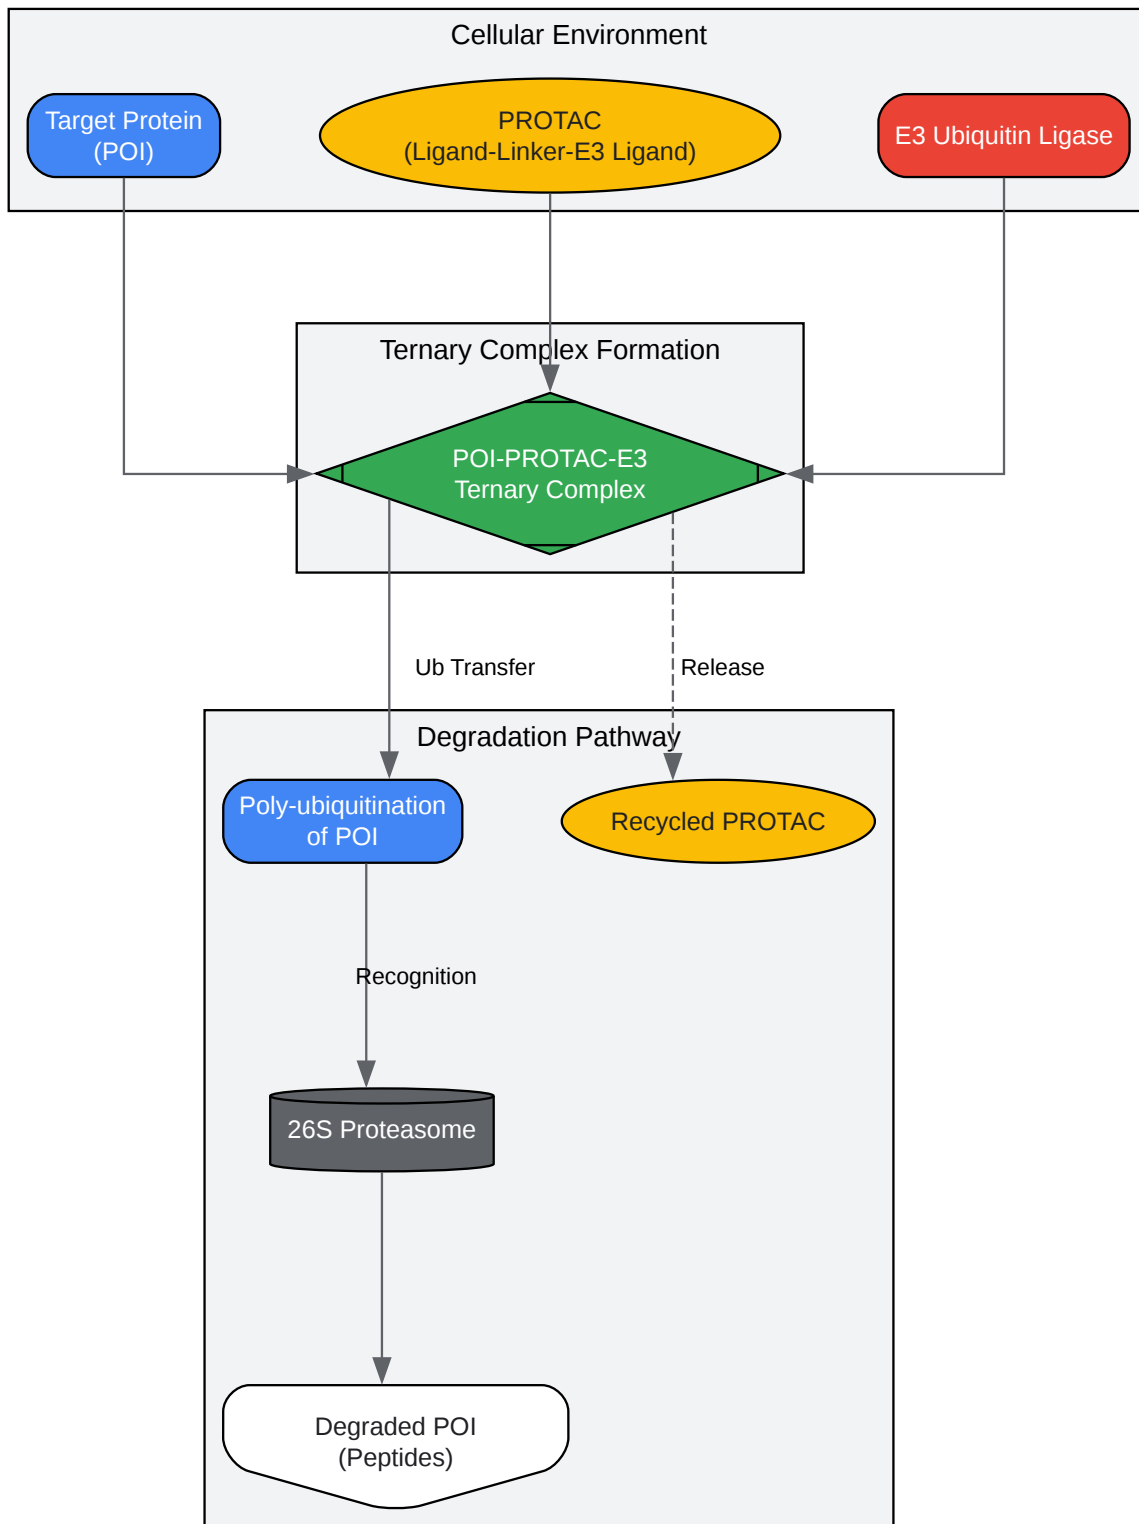 Cellular Environment
Target Protein
(POI)
PROTAC
(Ligand-Linker-E3 Ligand)
E3 Ubiquitin Ligase
Ternary Complex Formation
POI-PROTAC-E3
Ternary Complex
Ub Transfer
Release
Degradation Pathway
Poly-ubiquitination
of POI
Recycled PROTAC
Recognition
26S Proteasome
Degraded POI
(Peptides)